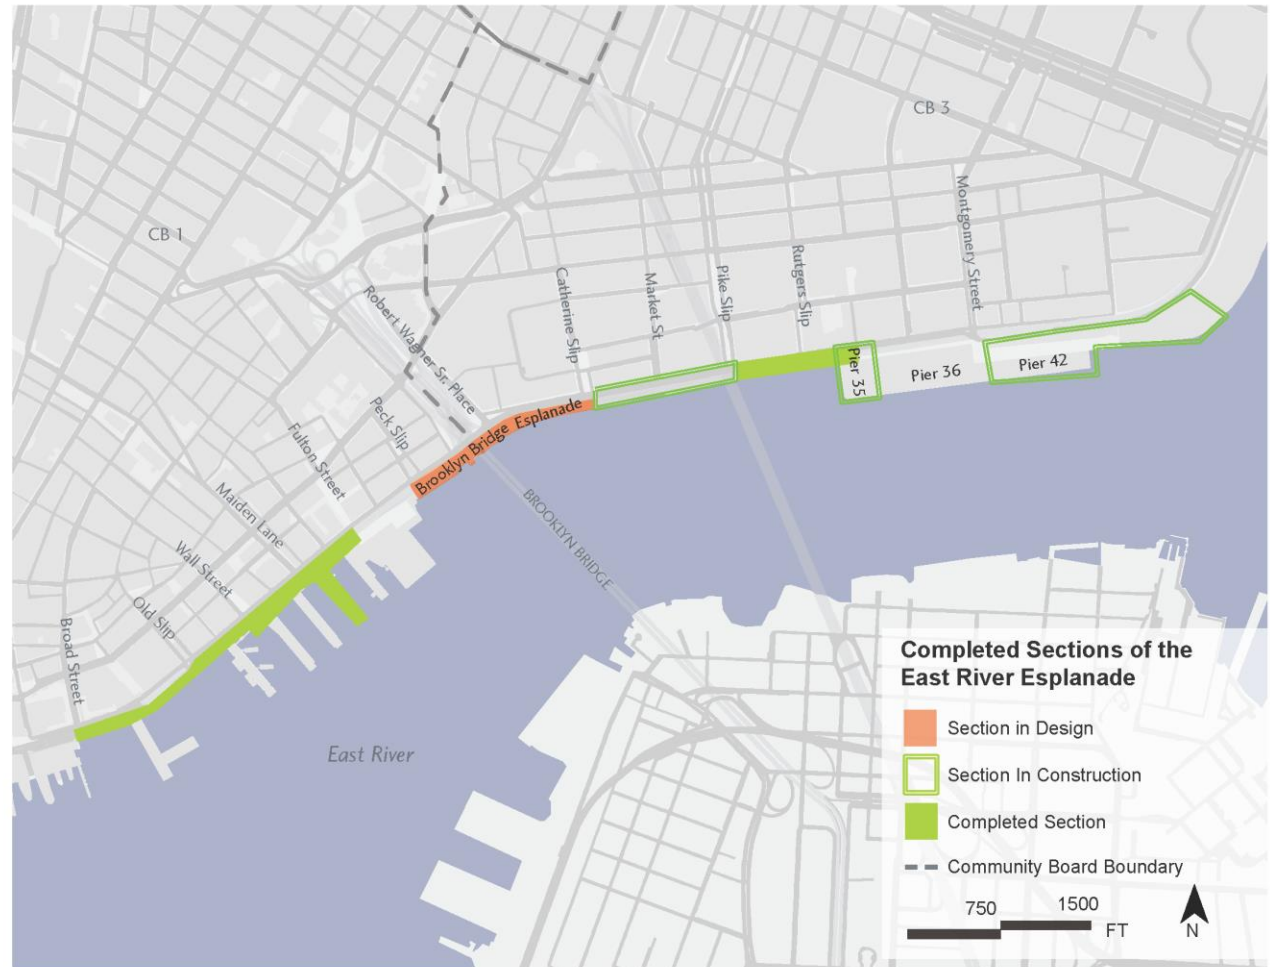 CB 3
CB 1
Montgomery Street
Rutgers Slip
Pike Slip
Market St
Catherine Slip
Robert Wagner Sr. Place
Pier 35
Pier 36
Pier 42
Peck Slip
Brooklyn Bridge Esplanade
Fulton Street
Maiden Lane
Wall Street
Old Slip
Broad Street
BROOKLYN BRIDGE
East River
Completed Sections of the
East River Esplanade
Section in Design
Section In Construction
Completed Section
Community Board Boundary
750 1500
FT
N